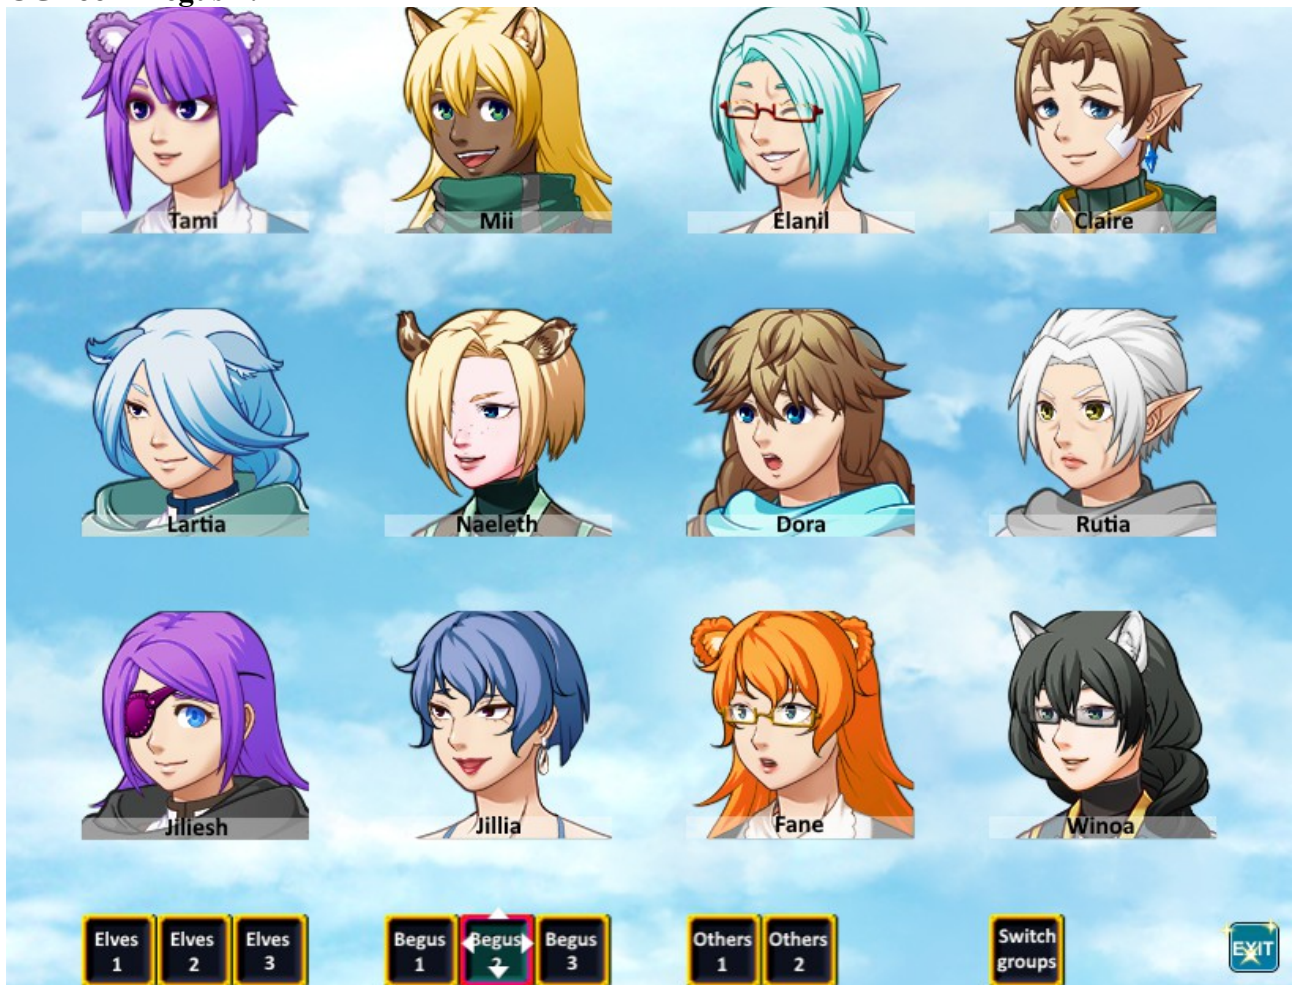 Tami
Mii
Elanil
Claire
Lartia
Naeleth
Dora
Rutia
Jiliesh
Jillia
Fane
Winoa
Elves 1
Elves 2
Elves 3
Begus 1
Begus 2
Begus 3
Others 1
Others 2
Switch groups
EXIT